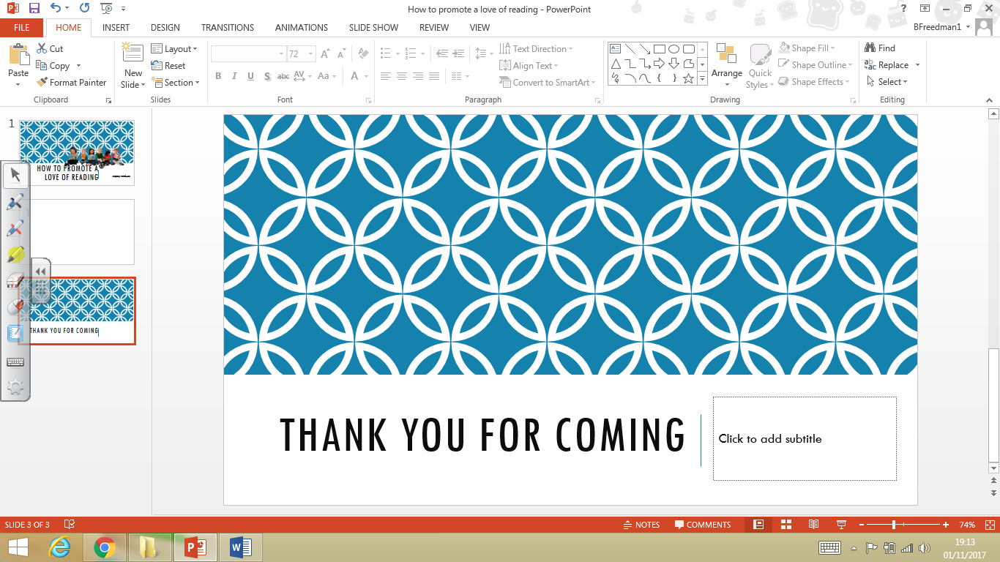 How to promote a love of reading - PowerPoint
FILE HOME INSERT DESIGN TRANSITIONS ANIMATIONS SLIDE SHOW REVIEW VIEW BFreedman1
Paste
Cut
Copy
Format Painter
Clipboard
New Slide
Layout
Reset
Section
Slides
72
B I U S abc AV Aa A
Font
Text Direction
Align Text
Convert to SmartArt
Paragraph
Arrange
Quick Styles
Shape Fill
Shape Outline
Shape Effects
Drawing
Find
Replace
Select
Editing
1
HOW TO PROMOTE A
LOVE OF READING
THANK YOU FOR COMING
THANK YOU FOR COMING
Click to add subtitle
SLIDE 3 OF 3 NOTES COMMENTS 74%
19:13
01/11/2017